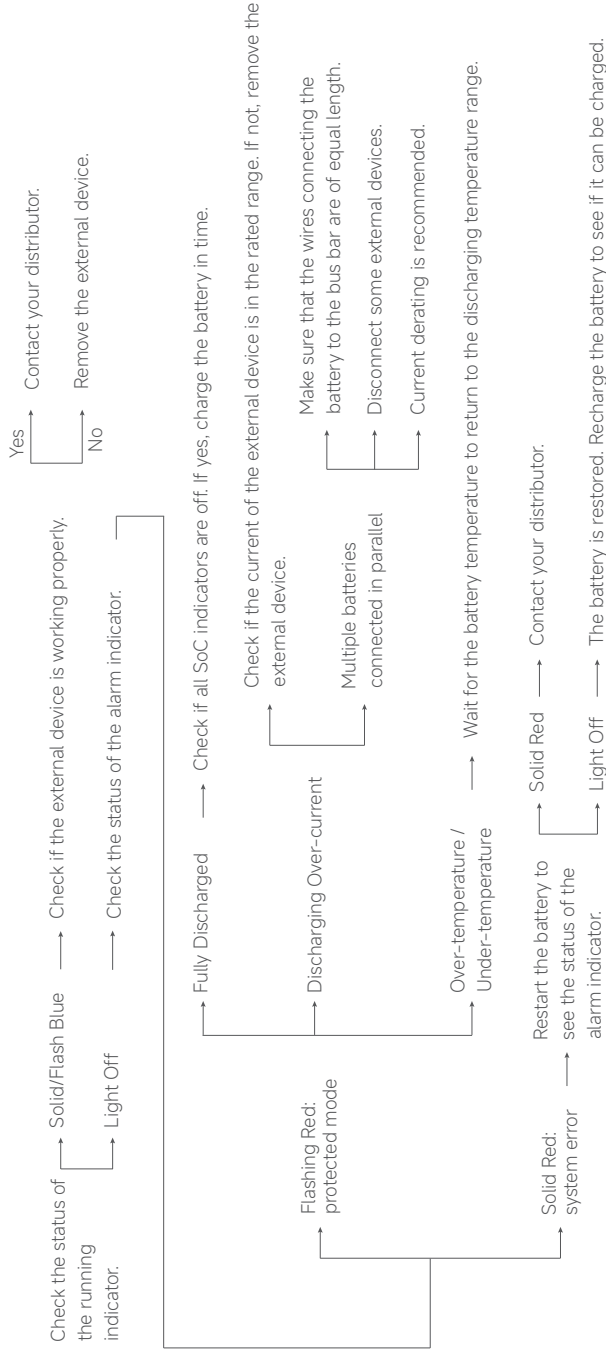 Check the status of
the running
indicator.
Solid/Flash Blue
Check if the external device is working properly.
Yes
Contact your distributor.
No
Remove the external device.
Light Off
Check the status of the alarm indicator.
Flashing Red:
protected mode
Fully Discharged
Check if all SoC indicators are off. If yes, charge the battery in time.
Discharging Over-current
Check if the current of the external device is in the rated range. If not, remove the
external device.
Multiple batteries
connected in parallel
Make sure that the wires connecting the
battery to the bus bar are of equal length.
Disconnect some external devices.
Current derating is recommended.
Over-temperature /
Under-temperature
Wait for the battery temperature to return to the discharging temperature range.
Solid Red:
system error
Restart the battery to
see the status of the
alarm indicator.
Solid Red
Contact your distributor.
Light Off
The battery is restored. Recharge the battery to see if it can be charged.